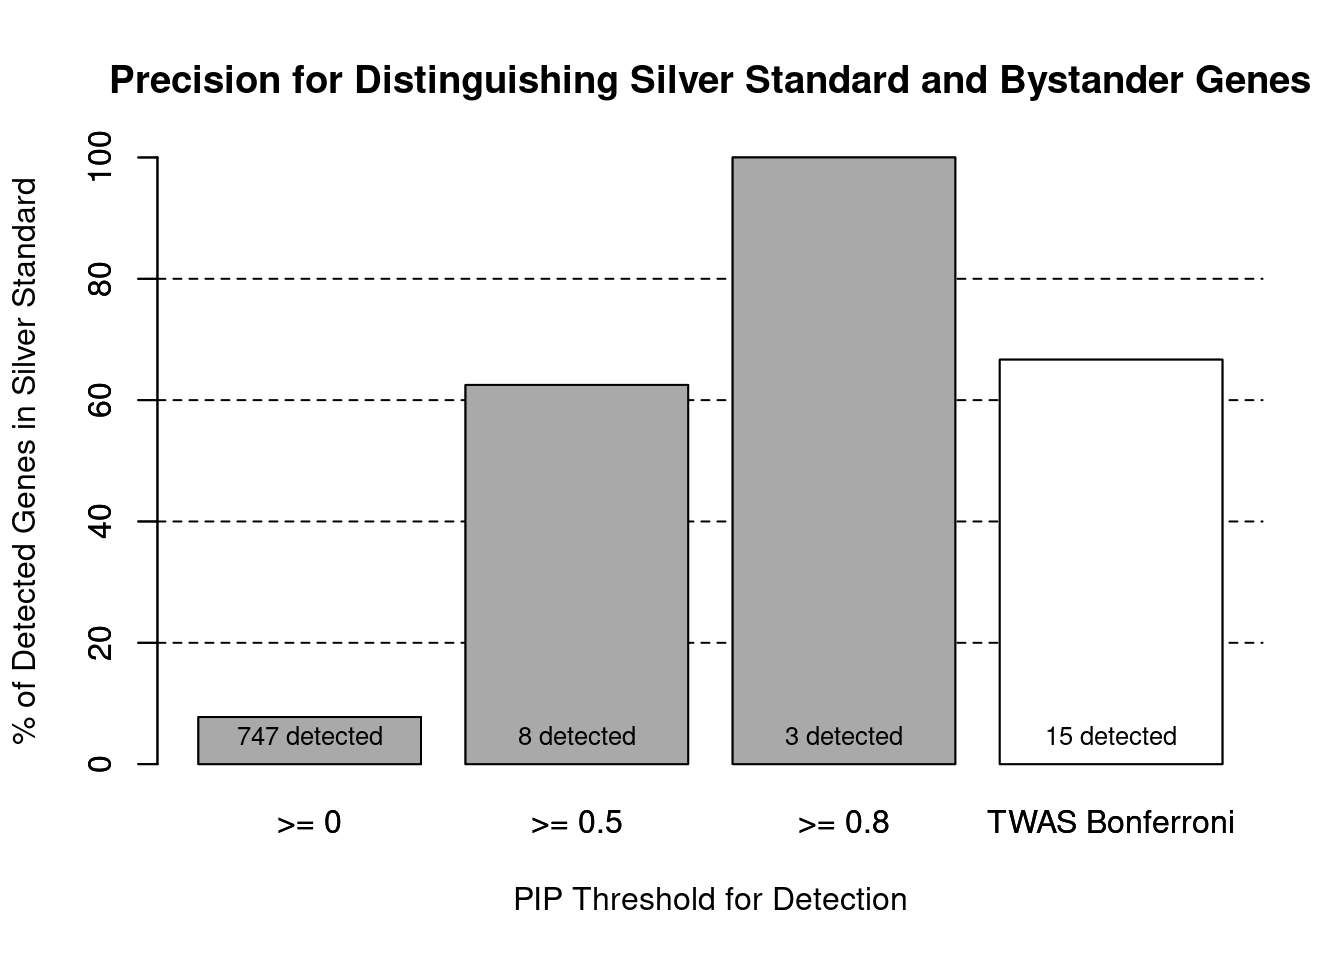 Precision for Distinguishing Silver Standard and Bystander Genes
% of Detected Genes in Silver Standard
100
80
60
40
20
0
747 detected
8 detected
3 detected
15 detected
>= 0
>= 0.5
>= 0.8
TWAS Bonferroni
PIP Threshold for Detection